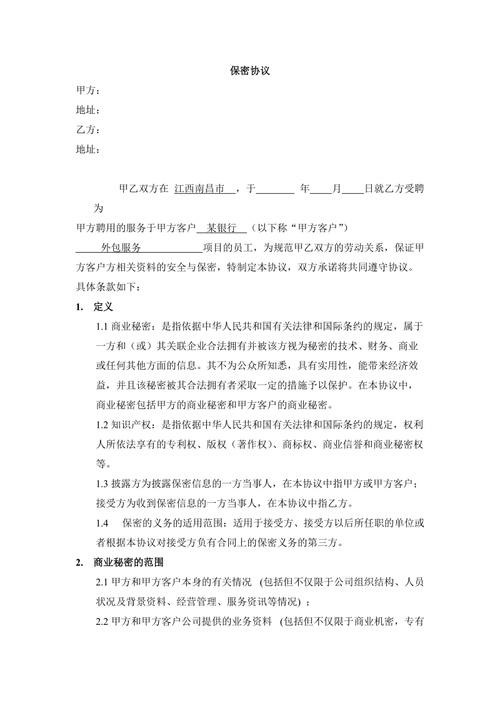 保密协议
甲方：
地址：
乙方：
地址：
甲乙双方在 江西南昌市 ，于________ 年____月____日就乙方受聘
为
甲方聘用的服务于甲方客户 某银行 （以下称“甲方客户”）
外包服务 项目的员工，为规范甲乙双方的劳动关系，保证甲
方客户方相关资料的安全与保密，特制定本协议，双方承诺将共同遵守协议。
具体条款如下：
1. 定义
1.1 商业秘密：是指依据中华人民共和国有关法律和国际条约的规定，属于
一方和（或）其关联企业合法拥有并被该方视为秘密的技术、财务、商业
或任何其他方面的信息。其不为公众所知悉，具有实用性，能带来经济效
益，并且该秘密被其合法拥有者采取一定的措施予以保护。在本协议中，
商业秘密包括甲方的商业秘密和甲方客户的商业秘密。
1.2 知识产权：是指依据中华人民共和国有关法律和国际条约的规定，权利
人所依法享有的专利权、版权（著作权）、商标权、商业信誉和商业秘密权
等。
1.3 披露方为披露保密信息的一方当事人，在本协议中指甲方或甲方客户；
接受方为收到保密信息的一方当事人，在本协议中指乙方。
1.4 保密的义务的适用范围：适用于接受方、接受方以后所任职的单位或
者根据本协议对接受方负有合同上的保密义务的第三方。
2. 商业秘密的范围
2.1 甲方和甲方客户本身的有关情况 (包括但不仅限于公司组织结构、人员
状况及背景资料、经营管理、服务资讯等情况) ；
2.2 甲方和甲方客户公司提供的业务资料 (包括但不仅限于商业机密，专有